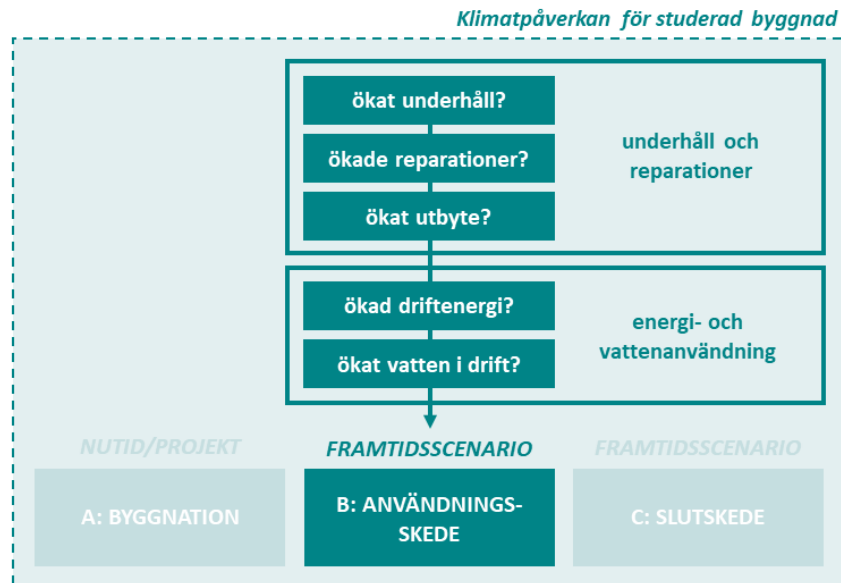 Klimatpåverkan för studerad byggnad
ökat underhåll?
ökade reparationer?
ökat utbyte?
underhåll och
reparationer
ökad driftenergi?
ökat vatten i drift?
energi- och
vattenanvändning
NUTID/PROJEKT
FRAMTIDSSCENARIO
FRAMTIDSSCENARIO
A: BYGGNATION
B: ANVÄNDNINGS-
SKEDE
C: SLUTSKEDE